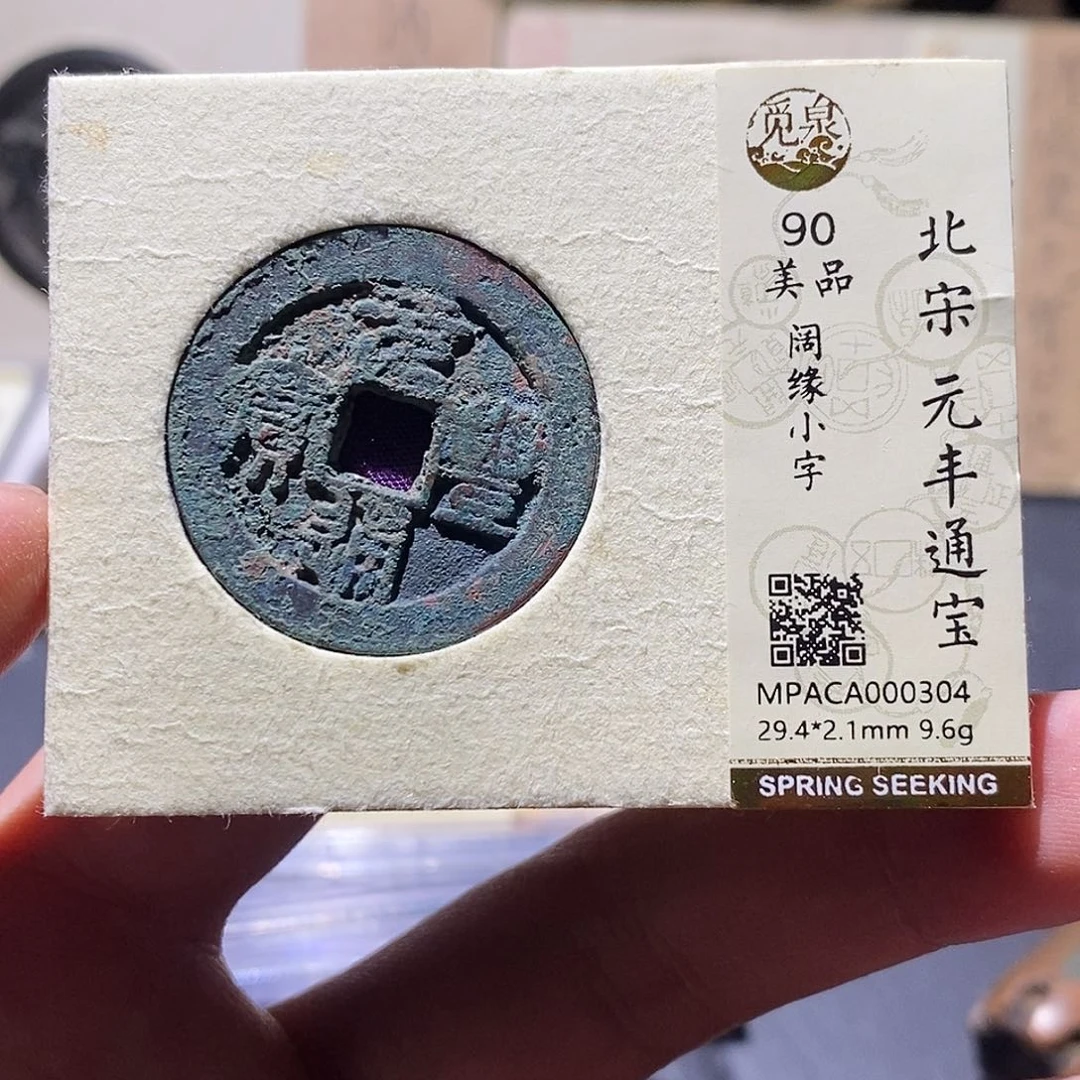 觅泉
90
美品
阔缘小字
北宋 元丰通宝
MPACA000304
29.4*2.1mm 9.6g
SPRING SEEKING